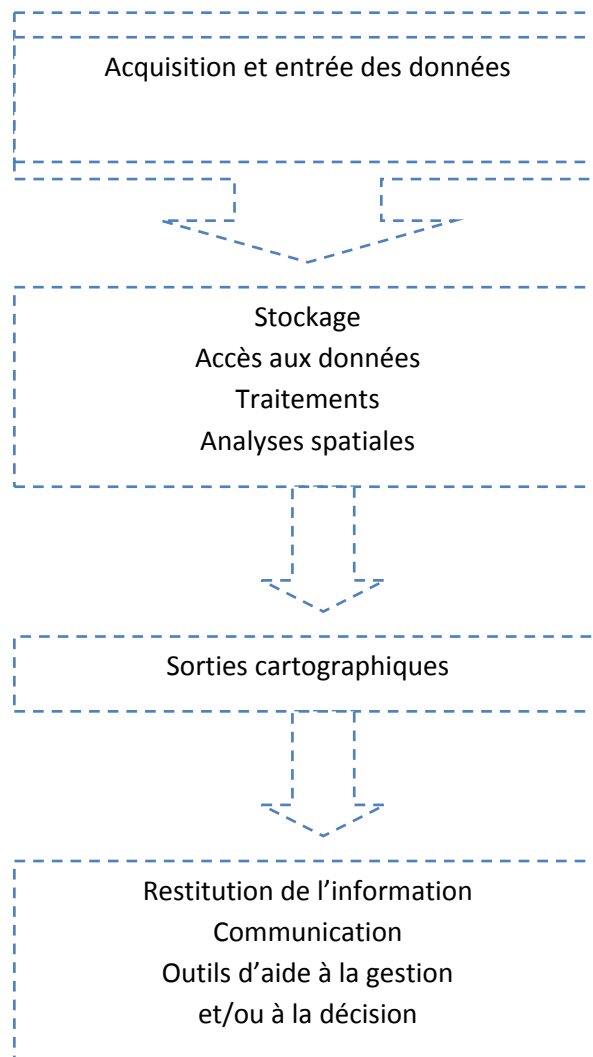 Acquisition et entrée des données
Stockage
Accès aux données
Traitements
Analyses spatiales
Sorties cartographiques
Restitution de l’information
Communication
Outils d’aide à la gestion
et/ou à la décision